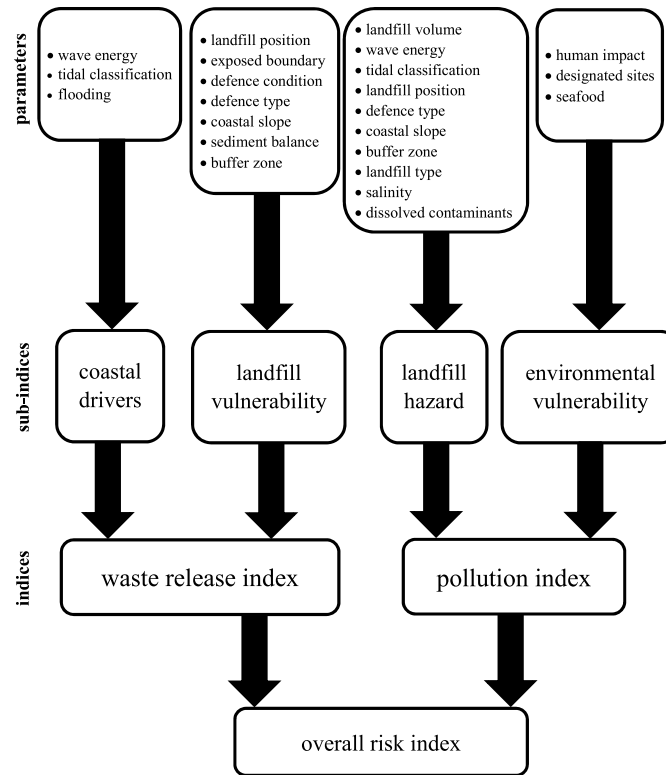 parameters
• wave energy
• tidal classification
• flooding
• landfill position
• exposed boundary
• defence condition
• defence type
• coastal slope
• sediment balance
• buffer zone
• landfill volume
• wave energy
• tidal classification
• landfill position
• defence type
• coastal slope
• buffer zone
• landfill type
• salinity
• dissolved contaminants
• human impact
• designated sites
• seafood
sub-indices
coastal
drivers
landfill
vulnerability
landfill
hazard
environmental
vulnerability
indices
waste release index
pollution index
overall risk index